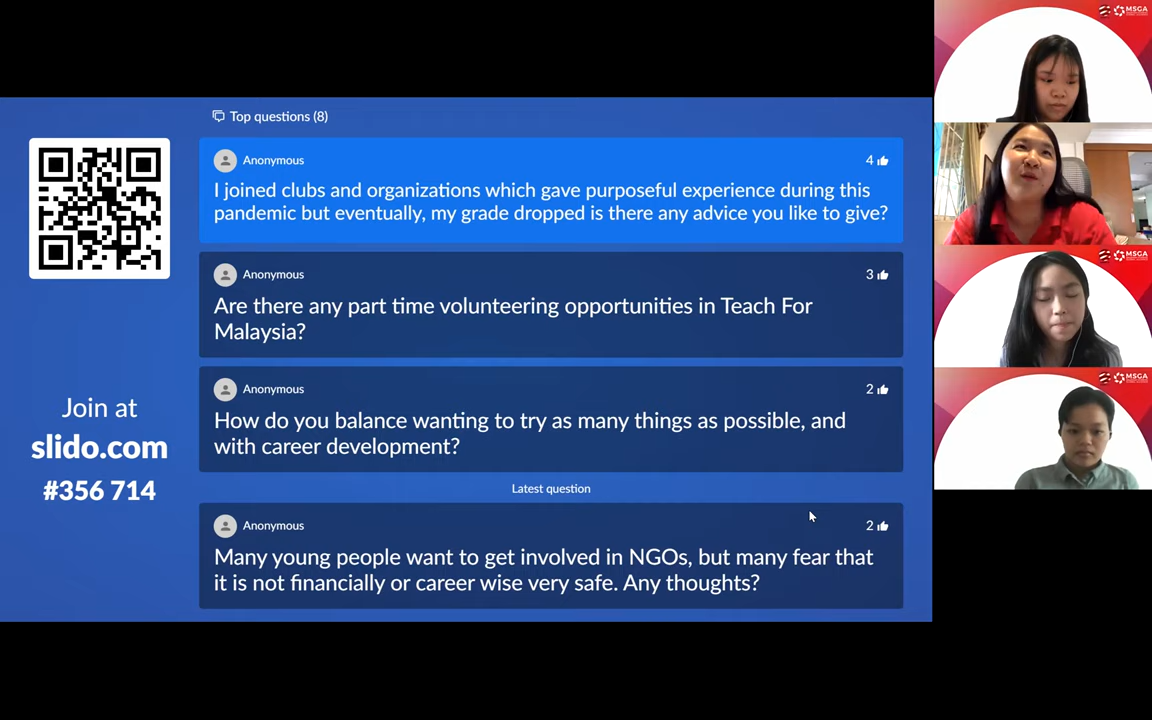 Top questions (8)
Anonymous
4
I joined clubs and organizations which gave purposeful experience during this
pandemic but eventually, my grade dropped is there any advice you like to give?
Anonymous
3
Are there any part time volunteering opportunities in Teach For
Malaysia?
Anonymous
2
How do you balance wanting to try as many things as possible, and
with career development?
Latest question
Anonymous
2
Many young people want to get involved in NGOs, but many fear that
it is not financially or career wise very safe. Any thoughts?
Join at
slido.com
#356 714
MSGA
MSGA
MSGA